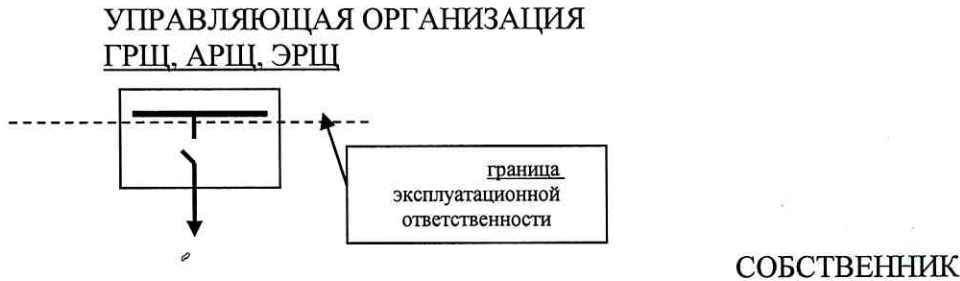 УПРАВЛЯЮЩАЯ ОРГАНИЗАЦИЯ
ГРЩ, АРЩ, ЭРЩ
граница
эксплуатационной
ответственности
СОБСТВЕННИК